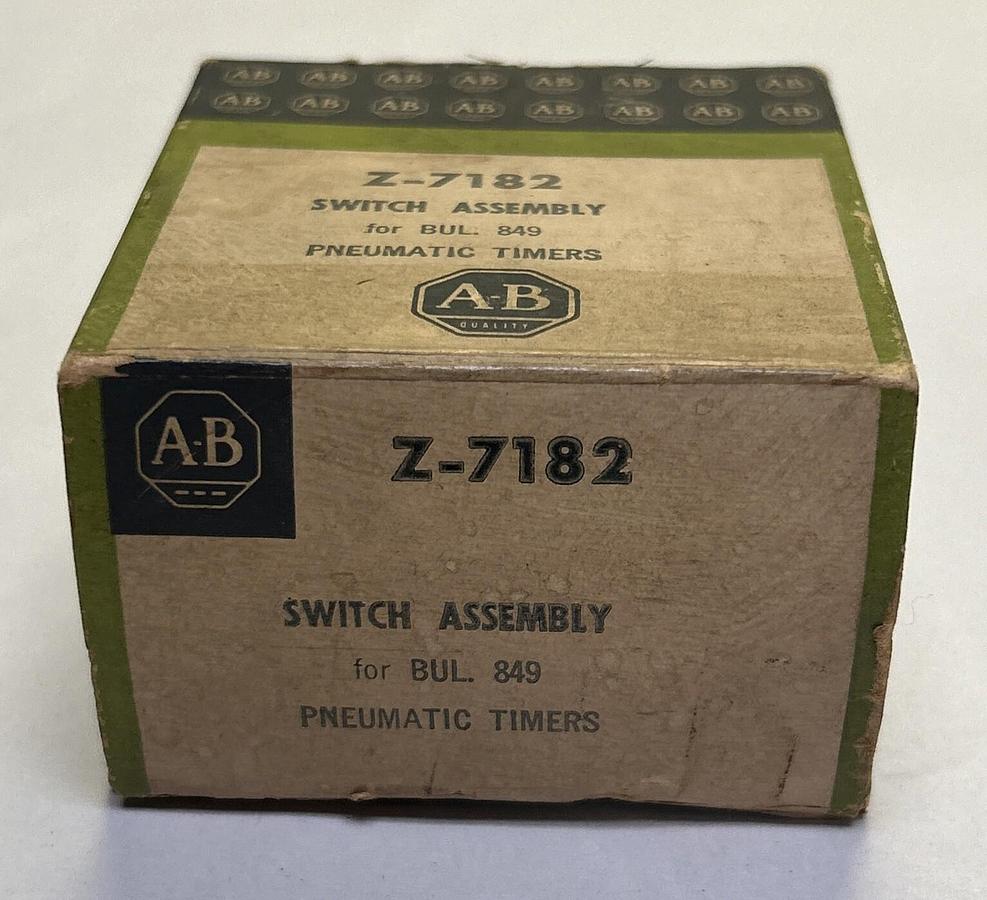 AB AB AB AB AB AB AB AB
AB AB AB AB AB AB AB AB
Z-7182
SWITCH ASSEMBLY
for BUL. 849
PNEUMATIC TIMERS
A-B
QUALITY
A-B
Z-7182
SWITCH ASSEMBLY
for BUL. 849
PNEUMATIC TIMERS